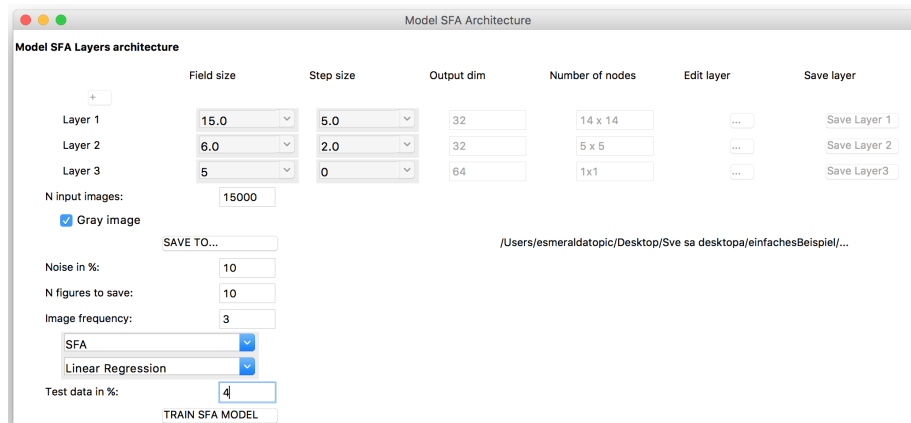 Model SFA Architecture
Model SFA Layers architecture
Field size Step size Output dim Number of nodes Edit layer Save layer
+
Layer 1 15.0 5.0 32 14 x 14 ... Save Layer 1
Layer 2 6.0 2.0 32 5 x 5 ... Save Layer 2
Layer 3 5 0 64 1x1 ... Save Layer3
N input images: 15000
Gray image
SAVE TO... /Users/esmeraldatopic/Desktop/Sve sa desktopa/einfachesBeispiel/...
Noise in %: 10
N figures to save: 10
Image frequency: 3
SFA
Linear Regression
Test data in %: 4
TRAIN SFA MODEL